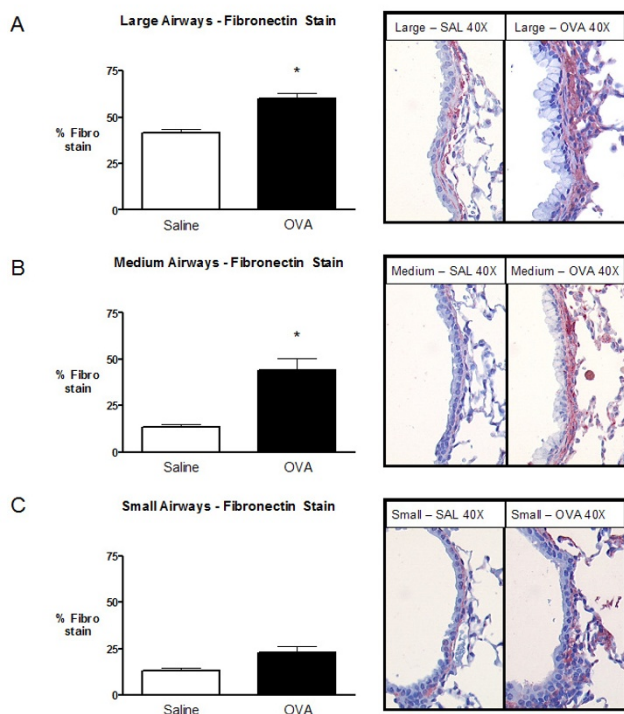 A
Large Airways - Fibronectin Stain
75
50
25
0
% Fibro
stain
*
Saline
OVA
Large – SAL 40X
Large – OVA 40X
B
Medium Airways - Fibronectin Stain
75
50
25
0
% Fibro
stain
*
Saline
OVA
Medium – SAL 40X
Medium – OVA 40X
C
Small Airways - Fibronectin Stain
75
50
25
0
% Fibro
stain
Saline
OVA
Small – SAL 40X
Small – OVA 40X